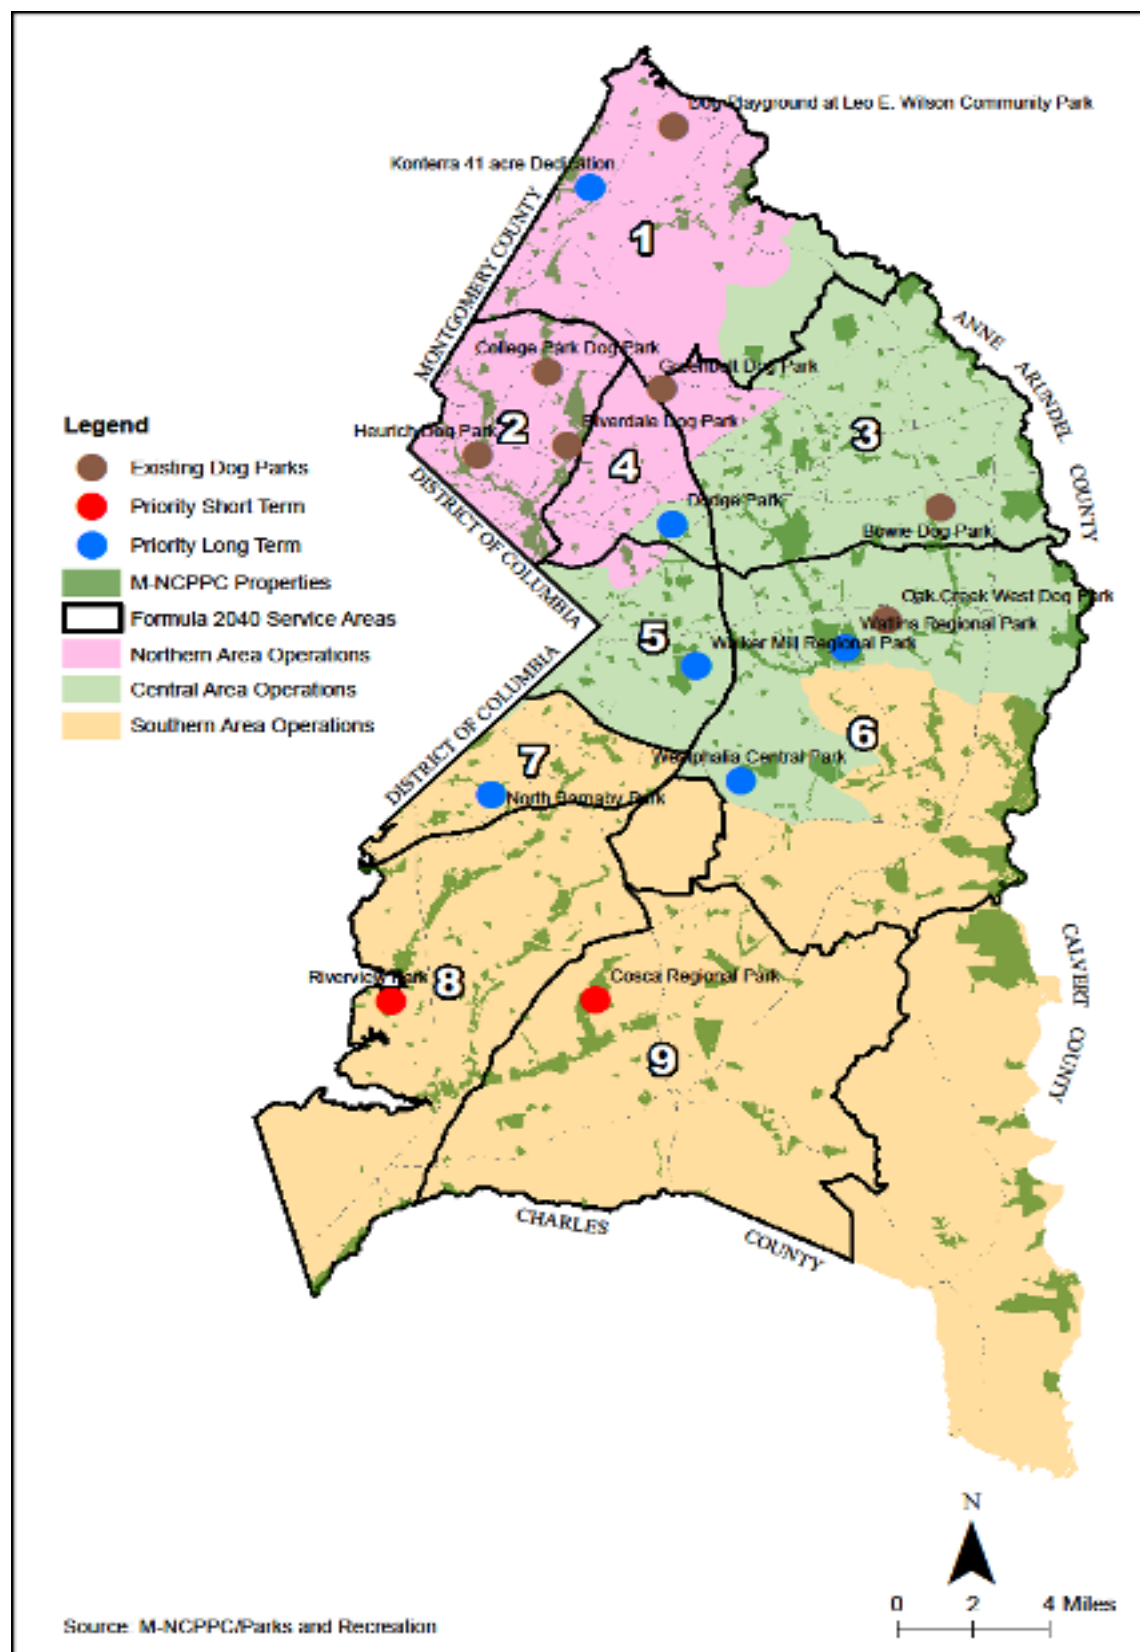 Dog Playground at Leo E. Wilson Community Park
Konterra 41 acre Dedication
MONTGOMERY COUNTY
1
ANNE ARUNDEL COUNTY
College Park Dog Park
Greenbelt Dog Park
Legend
Heurich Dog Park
2
Riverdale Dog Park
3
4
Existing Dog Parks
Priority Short Term
Priority Long Term
M-NCPPC Properties
Formula 2040 Service Areas
Northern Area Operations
Central Area Operations
Southern Area Operations
DISTRICT OF COLUMBIA
Dodge Park
Bowie Dog Park
Oak Creek West Dog Park
Watkins Regional Park
5
Walker Mill Regional Park
DISTRICT OF COLUMBIA
6
7
Westphalia Central Park
North Barnaby Park
CALVERT COUNTY
Riverview Park
8
Cosca Regional Park
9
CHARLES COUNTY
N
0 2 4 Miles
Source: M-NCPPC/Parks and Recreation